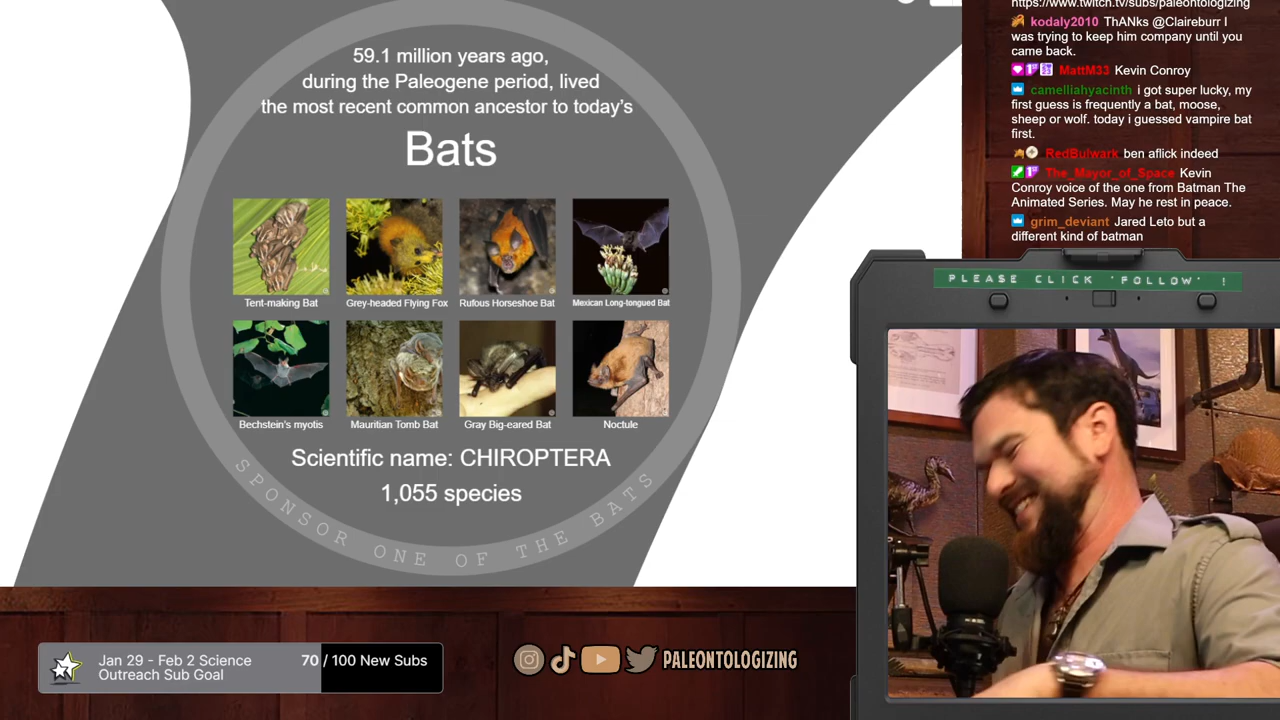 59.1 million years ago,
during the Paleogene period, lived
the most recent common ancestor to today's
Bats
Tent-making Bat
Grey-headed Flying Fox
Rufous Horseshoe Bat
Mexican Long-tongued Bat
Bechstein's myotis
Mauritian Tomb Bat
Gray Big-eared Bat
Noctule
Scientific name: CHIROPTERA
1,055 species
SPONSOR ONE OF THE BATS
https://www.twitch.tv/subs/paleontologizing
kodaly2010 ThANks @Claireburr I
was trying to keep him company until you
came back.
MattM33 Kevin Conroy
camelliahyacinth i got super lucky, my
first guess is frequently a bat, moose,
sheep or wolf. today i guessed vampire bat
first.
RedBulwark ben aflick indeed
The_Mayor_of_Space Kevin
Conroy voice of the one from Batman The
Animated Series. May he rest in peace.
grim_deviant Jared Leto but a
different kind of batman
PLEASE CLICK "FOLLOW" !
Jan 29 - Feb 2 Science
Outreach Sub Goal
70 / 100 New Subs
PALEONTOLOGIZING